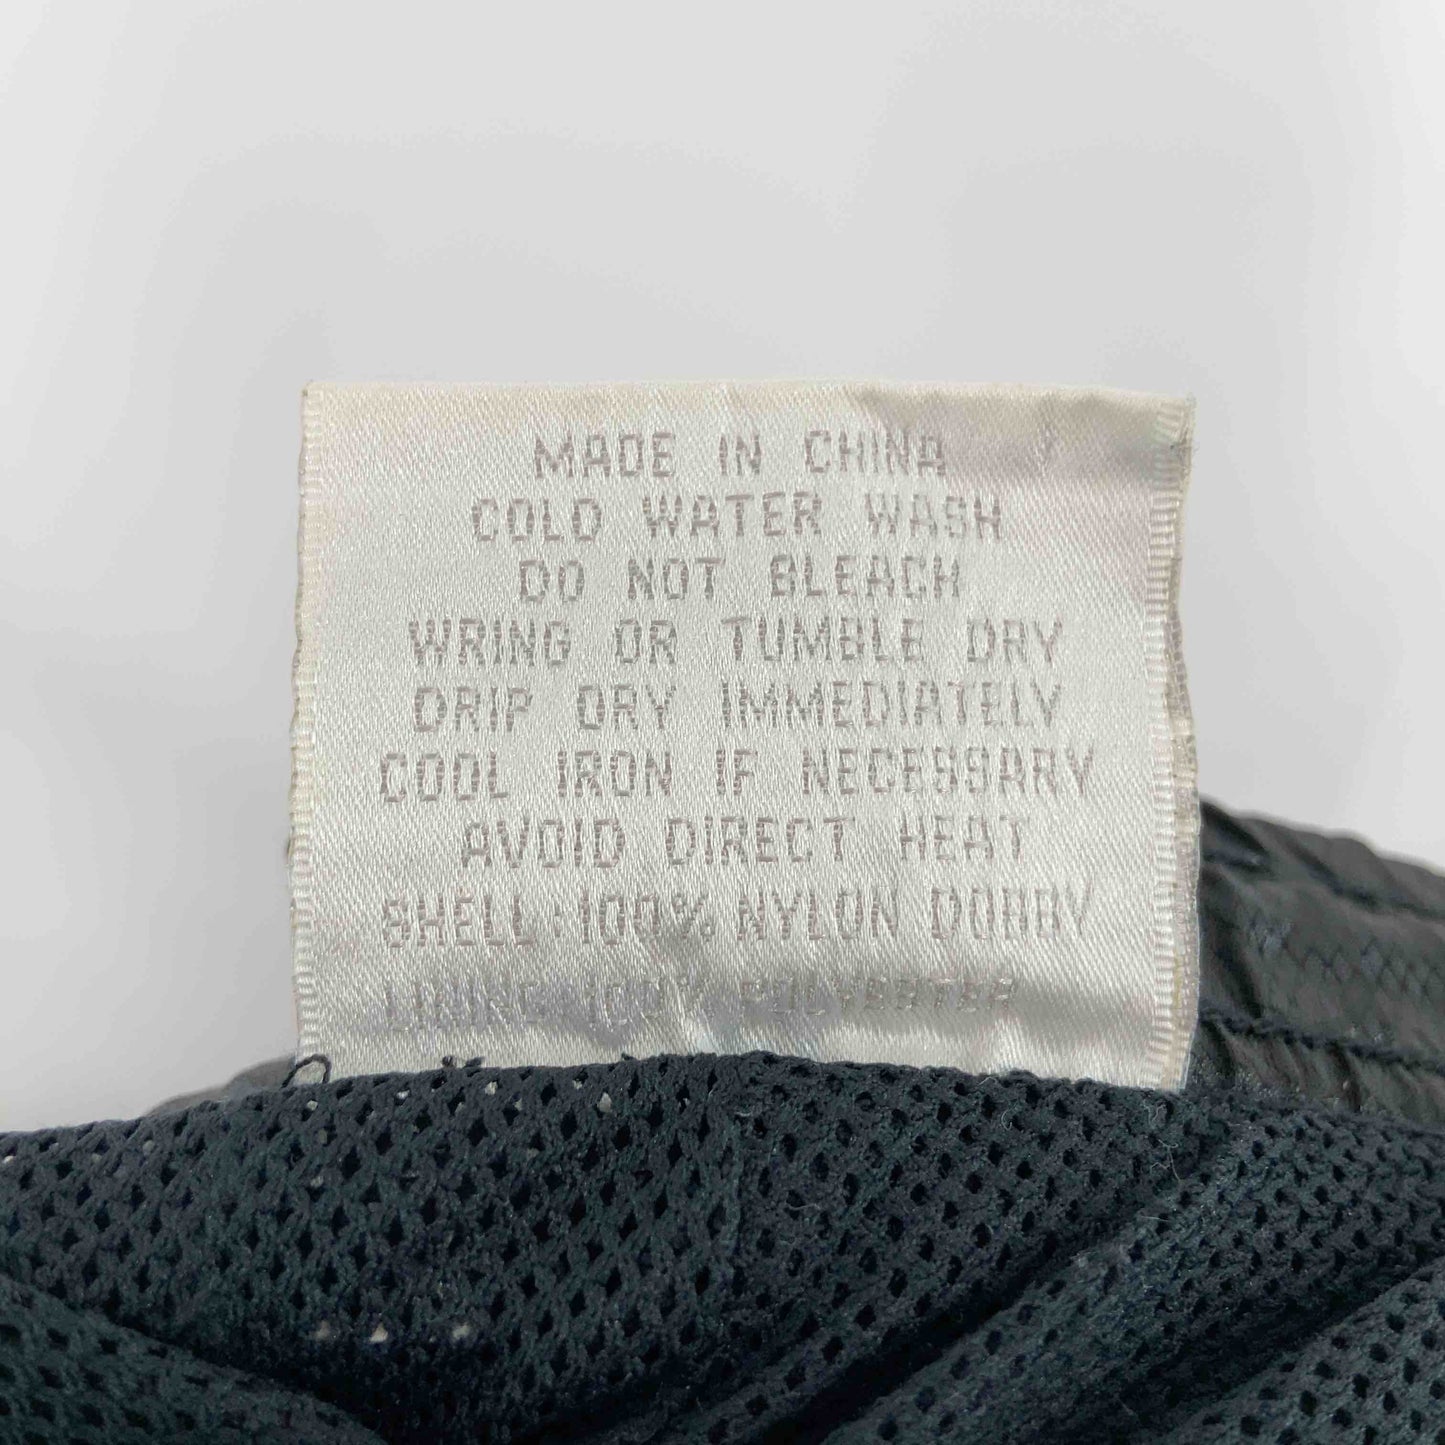 MADE IN CHINA
COLD WATER WASH
DO NOT BLEACH
WRING OR TUMBLE DRY
DRIP DRY IMMEDIATELY
COOL IRON IF NECESSARY
AVOID DIRECT HEAT
SHELL:100% NYLON DOBBY
LINING:100% POLYESTER